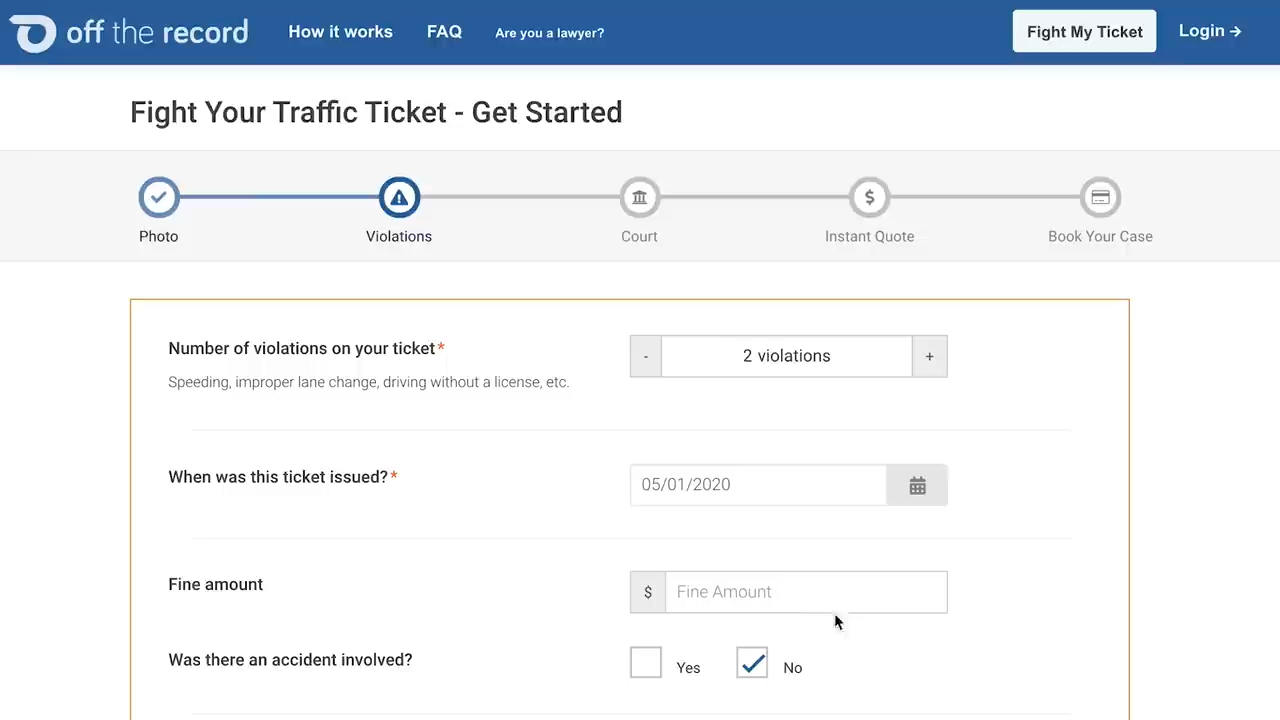 off the record How it works FAQ Are you a lawyer? Fight My Ticket Login →
Fight Your Traffic Ticket - Get Started
Photo Violations Court Instant Quote Book Your Case
Number of violations on your ticket* - 2 violations +
Speeding, improper lane change, driving without a license, etc.
When was this ticket issued?* 05/01/2020
Fine amount $ Fine Amount
Was there an accident involved? Yes No